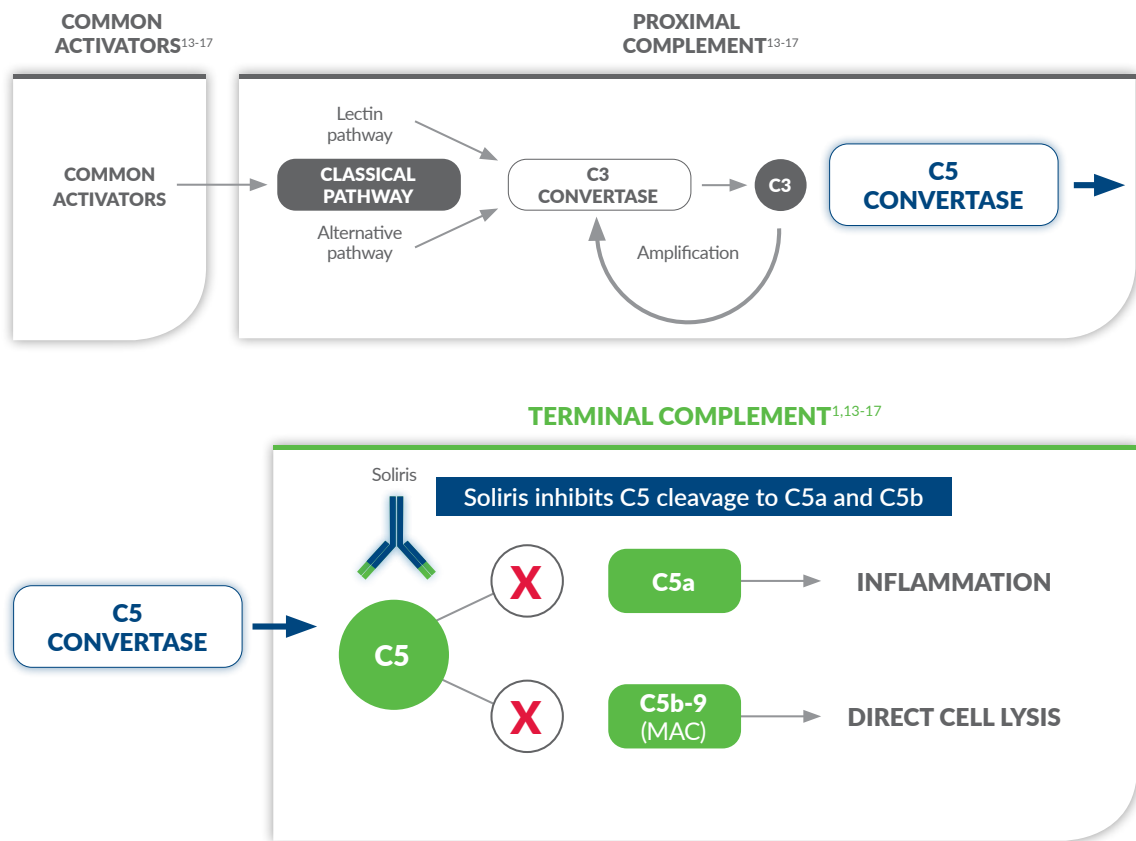 COMMON
ACTIVATORS13-17
PROXIMAL
COMPLEMENT13-17
COMMON
ACTIVATORS
Lectin
pathway
CLASSICAL
PATHWAY
Alternative
pathway
C3
CONVERTASE
C3
Amplification
C5
CONVERTASE
TERMINAL COMPLEMENT1,13-17
Soliris
Soliris inhibits C5 cleavage to C5a and C5b
C5
CONVERTASE
C5
X
C5a
INFLAMMATION
X
C5b-9
(MAC)
DIRECT CELL LYSIS